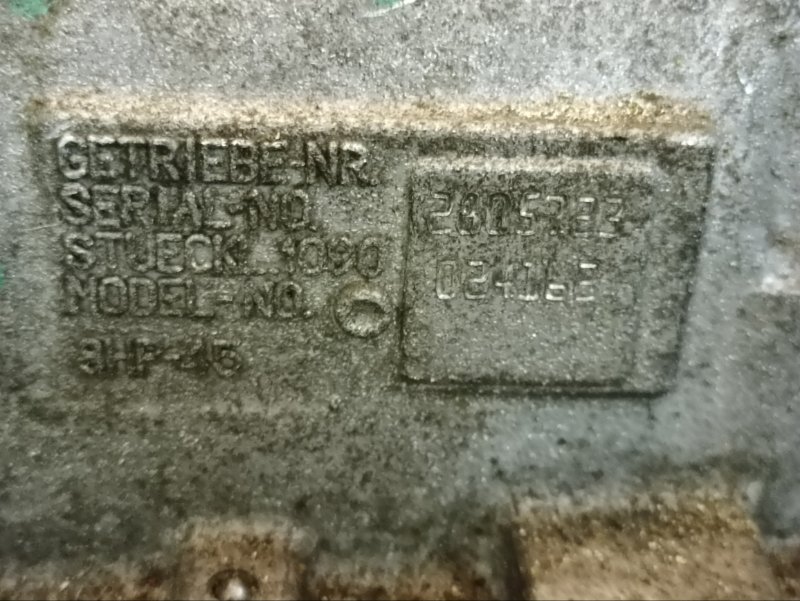 GETRIEBE-NR.
SERIAL-NO.
STUECKL. 1090
MODEL-NO.
8HP-45